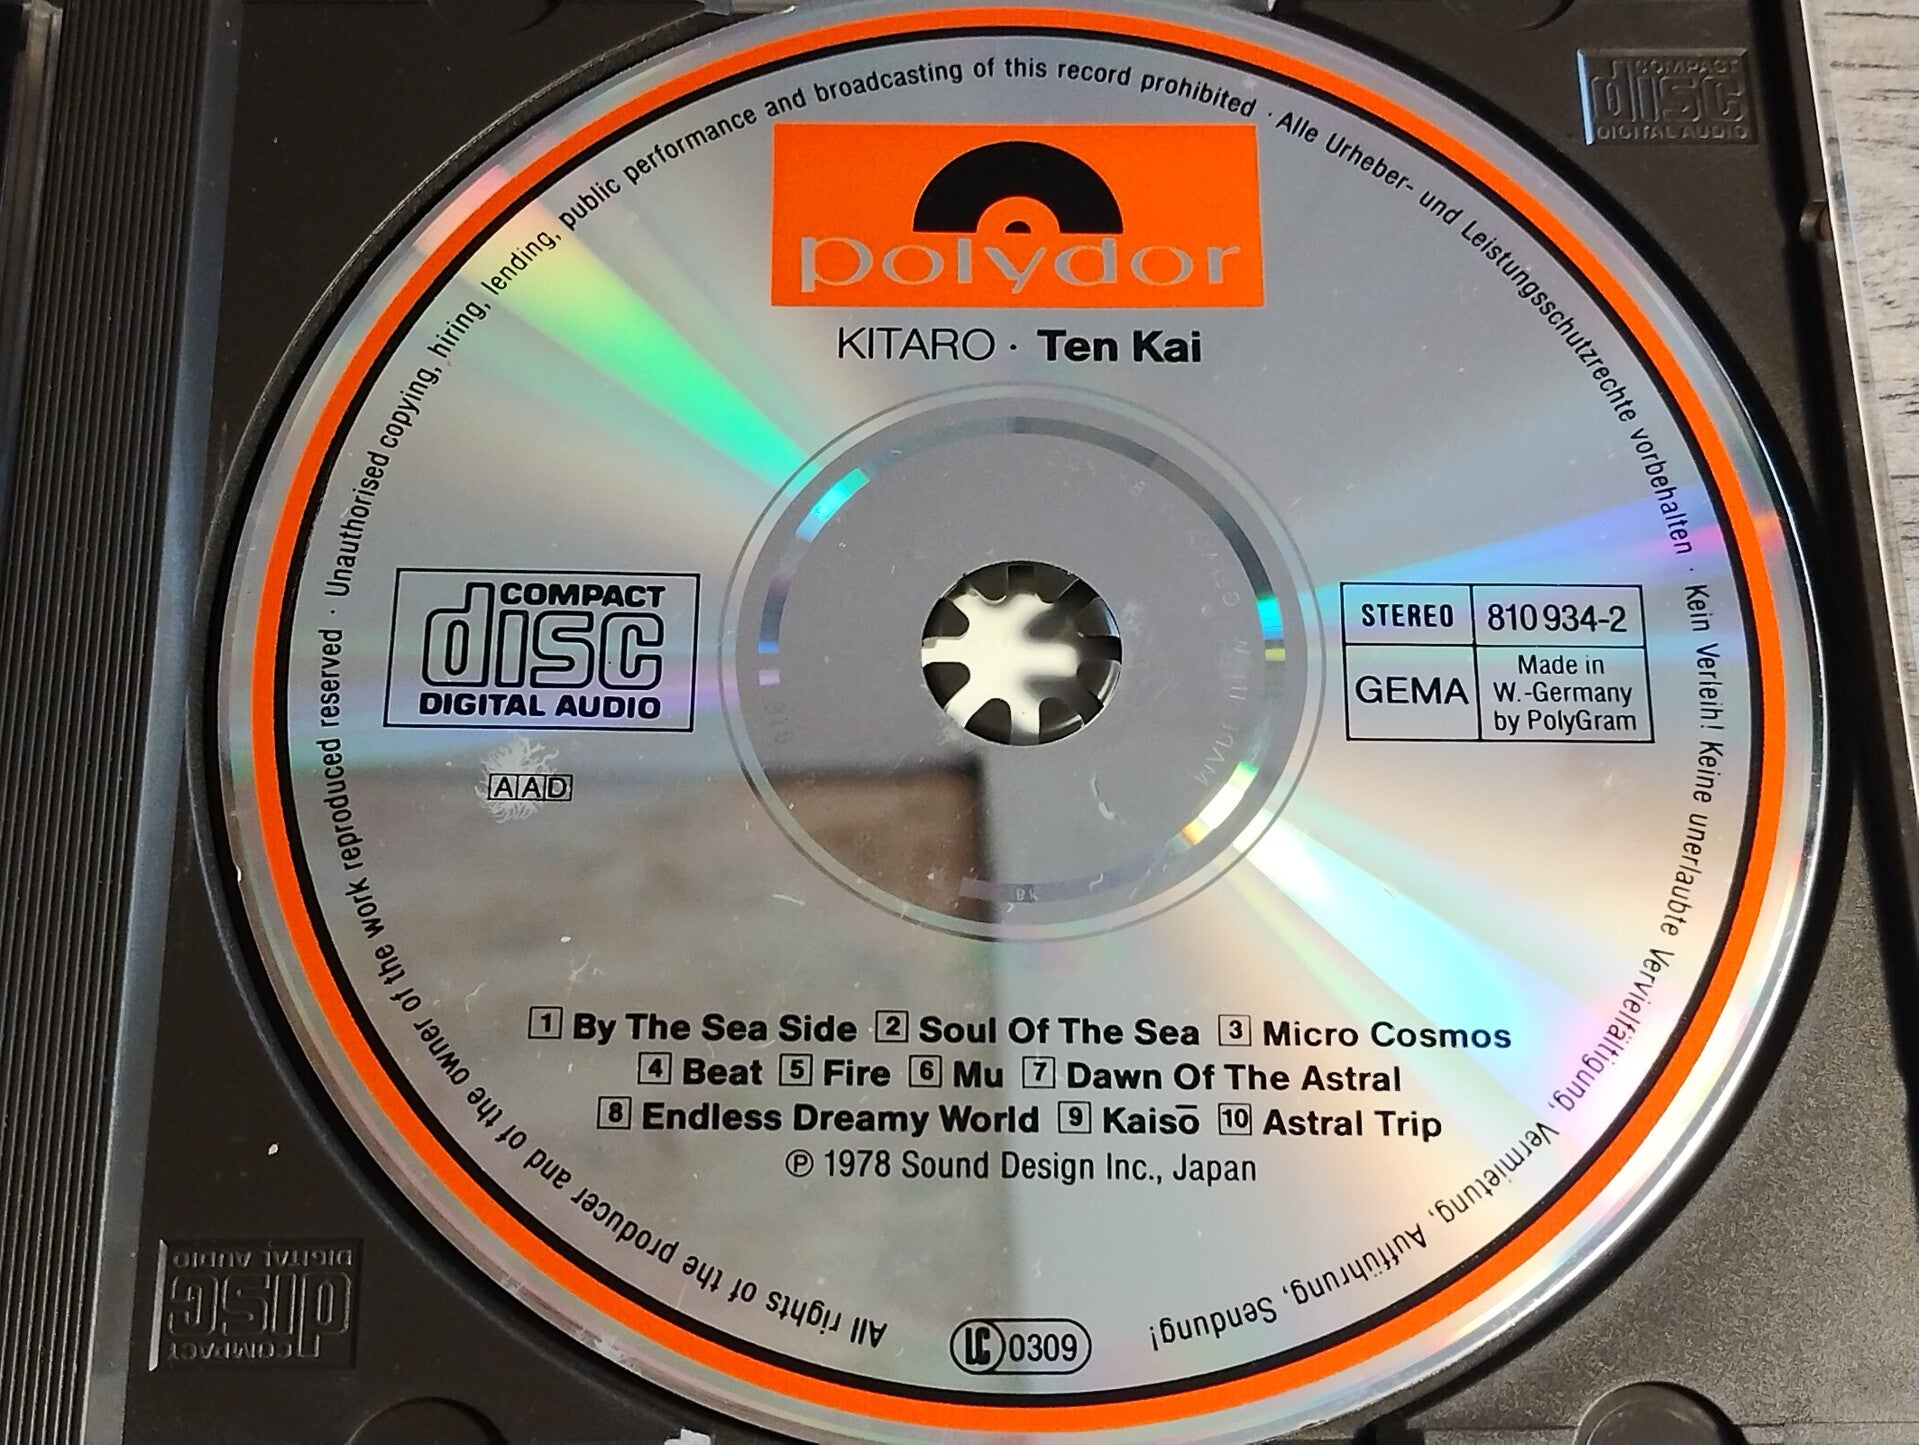 All rights of the producer and of the owner of the work reproduced reserved · Unauthorised copying, hiring, lending, public performance and broadcasting of this record prohibited · Alle Urheber- und Leistungsschutzrechte vorbehalten · Kein Verleih! Keine unerlaubte Vervielfältigung, Vermietung, Aufführung, Sendung!
polydor
KITARO · Ten Kai
COMPACT
disc
DIGITAL AUDIO
AAD
STEREO 810 934-2
GEMA
Made in
W.-Germany
by PolyGram
1 By The Sea Side 2 Soul Of The Sea 3 Micro Cosmos
4 Beat 5 Fire 6 Mu 7 Dawn Of The Astral
8 Endless Dreamy World 9 Kaisō 10 Astral Trip
℗ 1978 Sound Design Inc., Japan
LC 0309
COMPACT
disc
DIGITAL AUDIO
COMPACT
disc
DIGITAL AUDIO